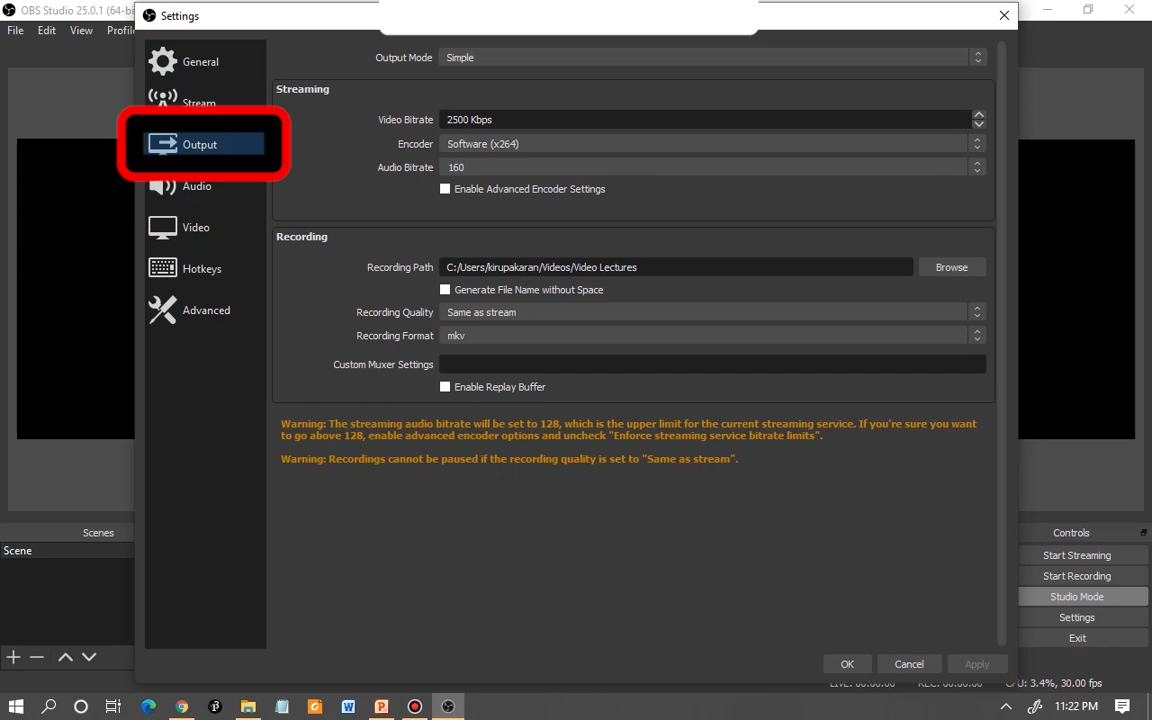 OBS Studio 25.0.1 (64-bi
Settings
File Edit View Profil
General
Stream
Output
Audio
Video
Hotkeys
Advanced
Output Mode Simple
Streaming
Video Bitrate 2500 Kbps
Encoder Software (x264)
Audio Bitrate 160
Enable Advanced Encoder Settings
Recording
Recording Path C:/Users/kirupakaran/Videos/Video Lectures Browse
Generate File Name without Space
Recording Quality Same as stream
Recording Format mkv
Custom Muxer Settings
Enable Replay Buffer
Warning: The streaming audio bitrate will be set to 128, which is the upper limit for the current streaming service. If you're sure you want
to go above 128, enable advanced encoder options and uncheck "Enforce streaming service bitrate limits".
Warning: Recordings cannot be paused if the recording quality is set to "Same as stream".
OK Cancel Apply
Scenes
Scene
Controls
Start Streaming
Start Recording
Studio Mode
Settings
Exit
3.4%, 30.00 fps
11:22 PM